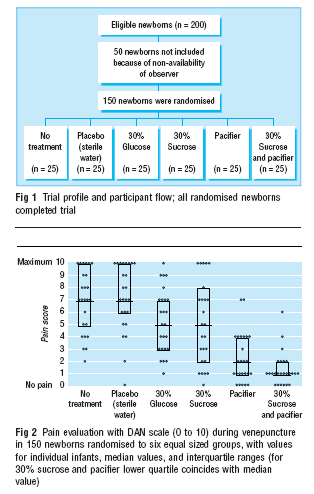 Eligible newborns (n = 200)
50 newborns not included
because of non-availability
of observer
150 newborns were randomised
No
treatment
(n = 25)
Placebo
(sterile
water)
(n = 25)
30%
Glucose
(n = 25)
30%
Sucrose
(n = 25)
Pacifier
(n = 25)
30%
Sucrose
and pacifier
(n = 25)
Fig 1 Trial profile and participant flow; all randomised newborns
completed trial
Pain score
Maximum 10
9
8
7
6
5
4
3
2
1
No pain 0
No
treatment
Placebo
(sterile
water)
30%
Glucose
30%
Sucrose
Pacifier
30%
Sucrose
and pacifier
Fig 2 Pain evaluation with DAN scale (0 to 10) during venepuncture
in 150 newborns randomised to six equal sized groups, with values
for individual infants, median values, and interquartile ranges (for
30% sucrose and pacifier lower quartile coincides with median
value)